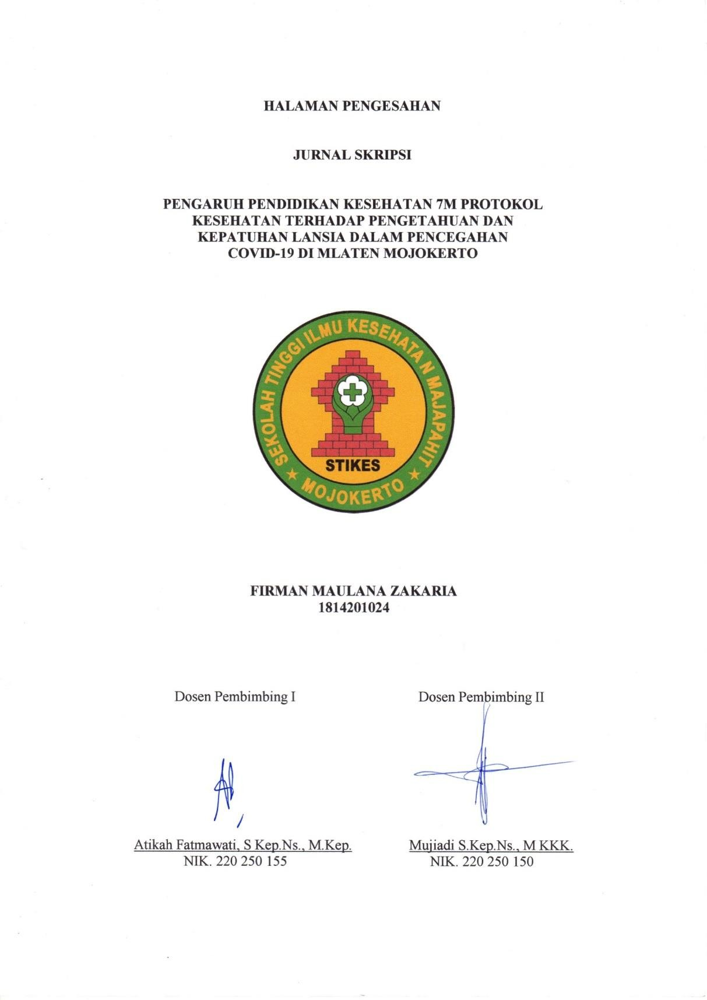 HALAMAN PENGESAHAN
JURNAL SKRIPSI
PENGARUH PENDIDIKAN KESEHATAN 7M PROTOKOL
KESEHATAN TERHADAP PENGETAHUAN DAN
KEPATUHAN LANSIA DALAM PENCEGAHAN
COVID-19 DI MLATEN MOJOKERTO
SEKOLAH TINGGI ILMU KESEHATAN MAJAPAHIT
STIKES
MOJOKERTO
FIRMAN MAULANA ZAKARIA
1814201024
Dosen Pembimbing I
Dosen Pembimbing II
Atikah Fatmawati, S Kep.Ns., M.Kep.
NIK. 220 250 155
Mujiadi S.Kep.Ns., M KKK.
NIK. 220 250 150